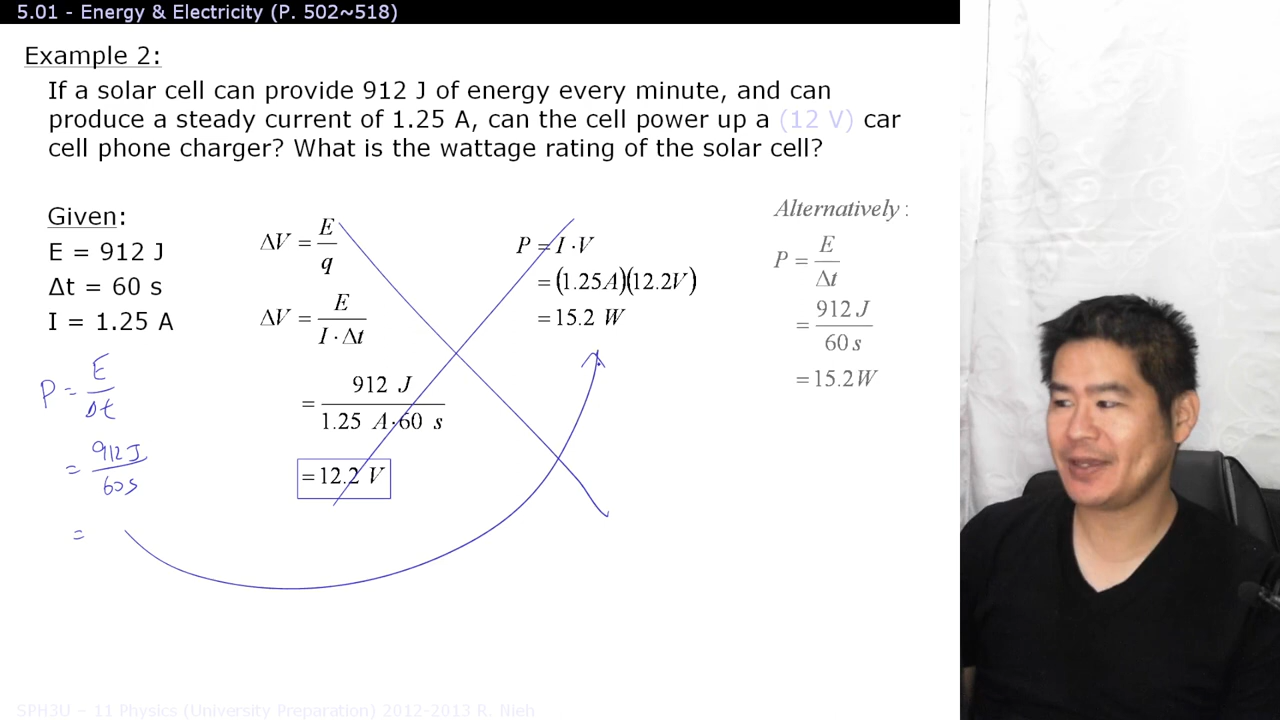 5.01 - Energy & Electricity (P. 502~518)
Example 2:
If a solar cell can provide 912 J of energy every minute, and can
produce a steady current of 1.25 A, can the cell power up a (12 V) car
cell phone charger? What is the wattage rating of the solar cell?
Given:
E = 912 J
Δt = 60 s
I = 1.25 A
P = E / Δt
= 912 J / 60 s
=
ΔV = E / q
ΔV = E / I · Δt
= 912 J / 1.25 A · 60 s
= 12.2 V
P = I · V
= (1.25 A)(12.2V)
= 15.2 W
Alternatively :
P = E / Δt
= 912 J / 60 s
= 15.2 W
SPH3U – 11 Physics (University Preparation) 2012-2013 R. Nieh